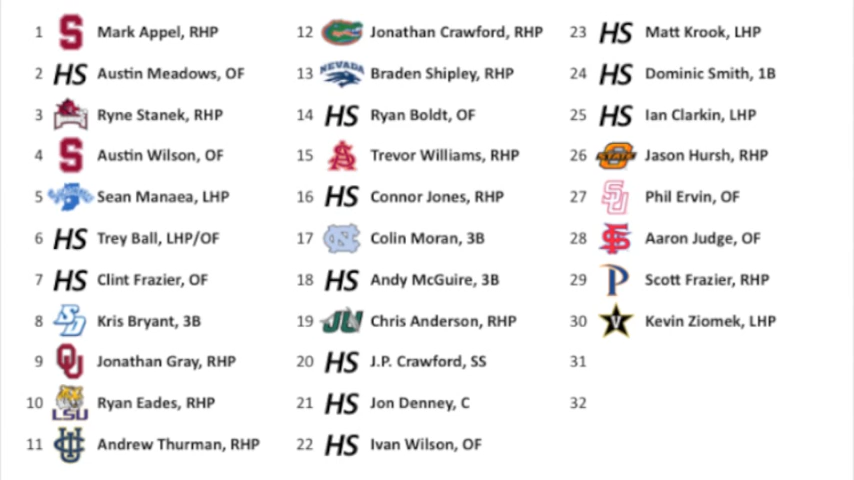 1 S Mark Appel, RHP
2 HS Austin Meadows, OF
3 Ryne Stanek, RHP
4 S Austin Wilson, OF
5 Sean Manaea, LHP
6 HS Trey Ball, LHP/OF
7 HS Clint Frazier, OF
8 SD Kris Bryant, 3B
9 OU Jonathan Gray, RHP
10 LSU Ryan Eades, RHP
11 UC Andrew Thurman, RHP
12 Jonathan Crawford, RHP
13 NEVADA Braden Shipley, RHP
14 HS Ryan Boldt, OF
15 A Trevor Williams, RHP
16 HS Connor Jones, RHP
17 NC Colin Moran, 3B
18 HS Andy McGuire, 3B
19 JU Chris Anderson, RHP
20 HS J.P. Crawford, SS
21 HS Jon Denney, C
22 HS Ivan Wilson, OF
23 HS Matt Krook, LHP
24 HS Dominic Smith, 1B
25 HS Ian Clarkin, LHP
26 STATE Jason Hursh, RHP
27 SU Phil Ervin, OF
28 FS Aaron Judge, OF
29 P Scott Frazier, RHP
30 V Kevin Ziomek, LHP
31
32